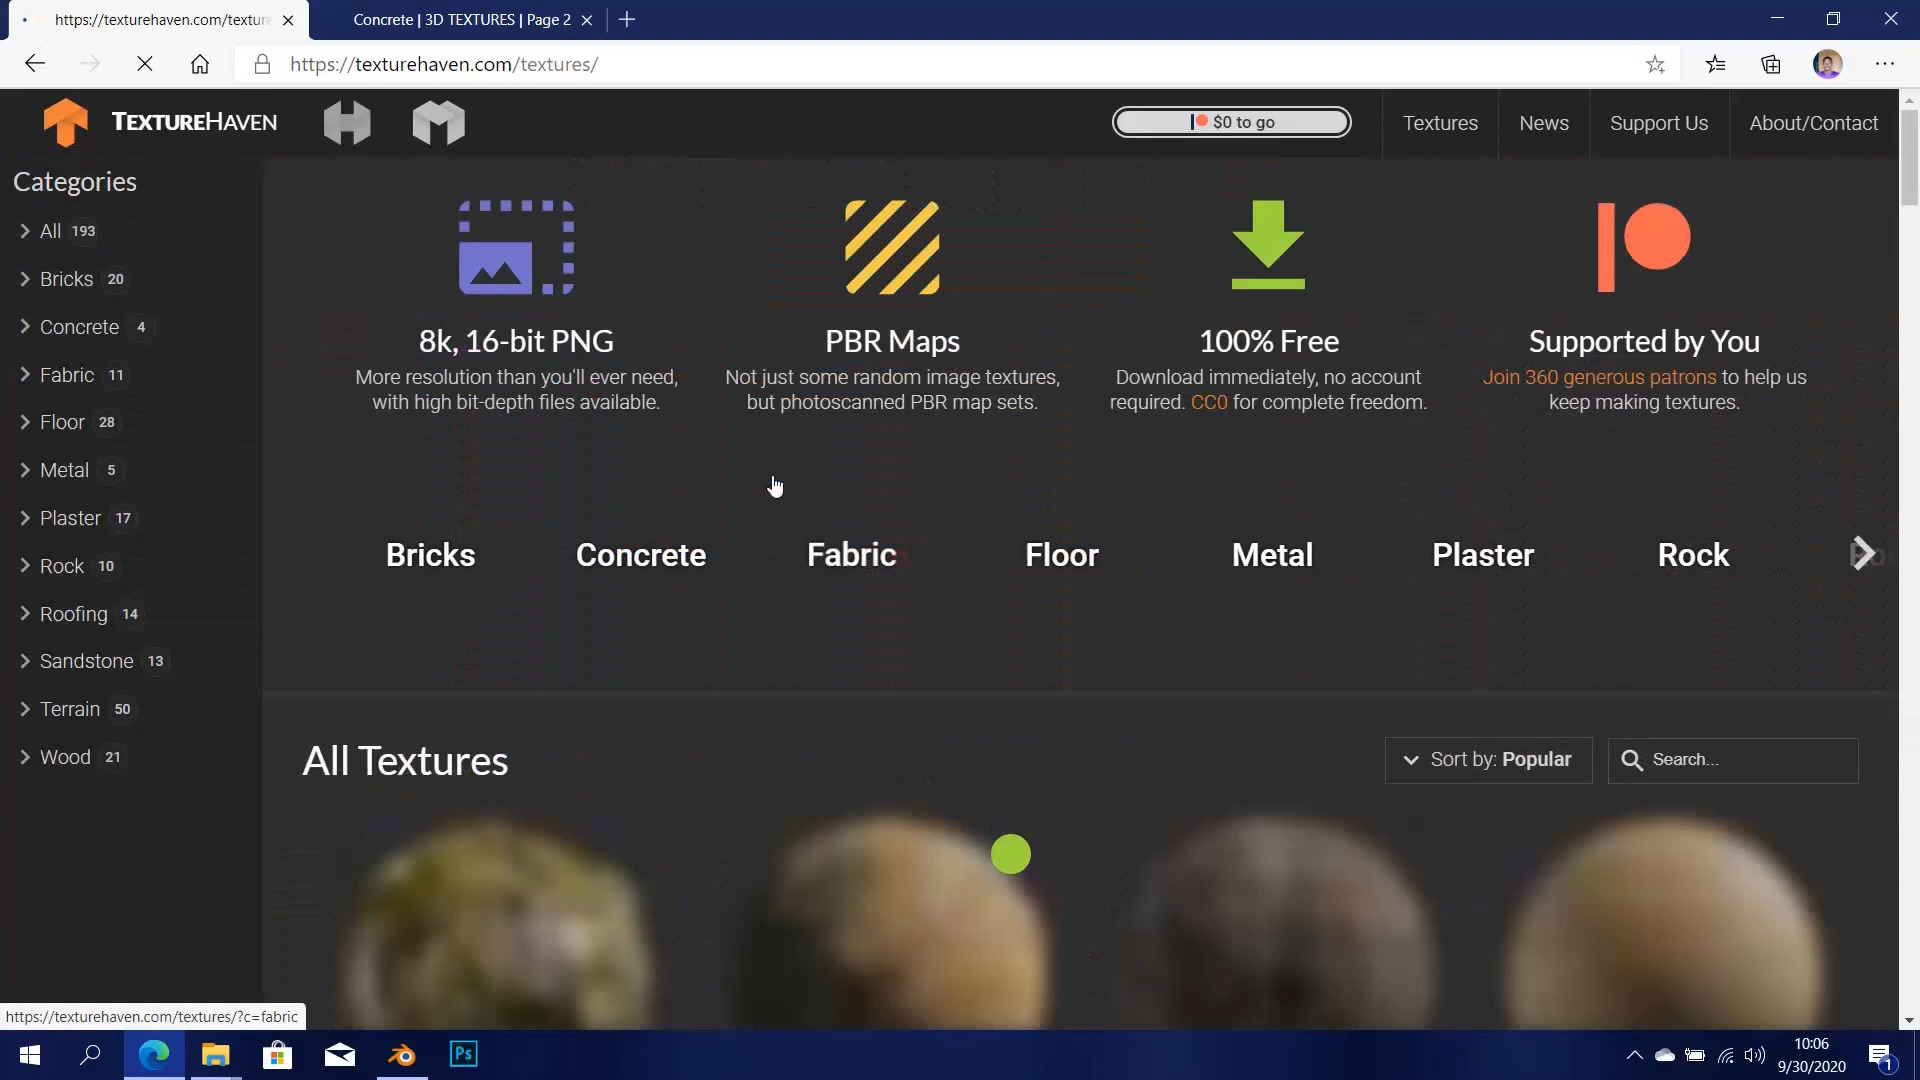 https://texturehaven.com/texture
Concrete | 3D TEXTURES | Page 2
https://texturehaven.com/textures/
TEXTUREHAVEN
$0 to go
Textures
News
Support Us
About/Contact
Categories
All 193
Bricks 20
Concrete 4
Fabric 11
Floor 28
Metal 5
Plaster 17
Rock 10
Roofing 14
Sandstone 13
Terrain 50
Wood 21
8k, 16-bit PNG
More resolution than you'll ever need,
with high bit-depth files available.
PBR Maps
Not just some random image textures,
but photoscanned PBR map sets.
100% Free
Download immediately, no account
required. CC0 for complete freedom.
Supported by You
Join 360 generous patrons to help us
keep making textures.
Bricks
Concrete
Fabric
Floor
Metal
Plaster
Rock
All Textures
Sort by: Popular
Search...
https://texturehaven.com/textures/?c=fabric
Ps
10:06
9/30/2020
1